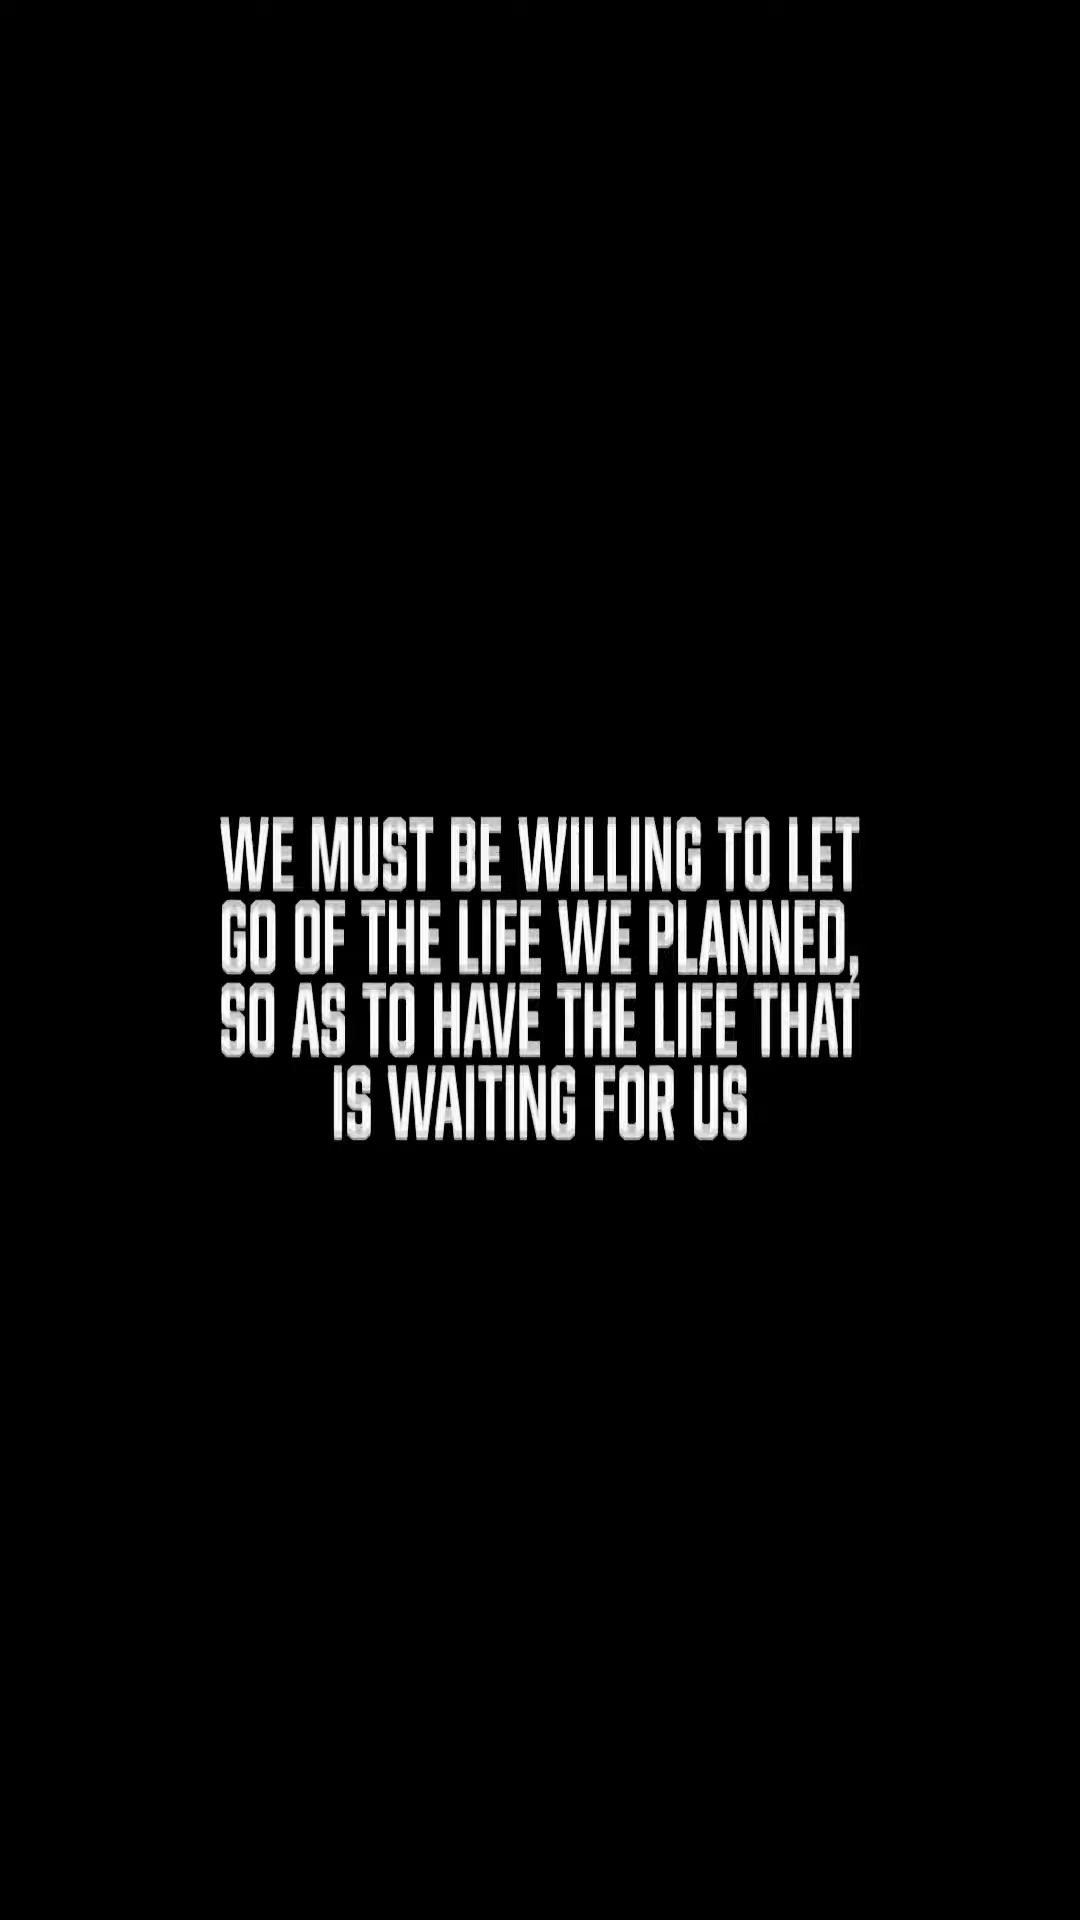 WE MUST BE WILLING TO LET
GO OF THE LIFE WE PLANNED,
SO AS TO HAVE THE LIFE THAT
IS WAITING FOR US